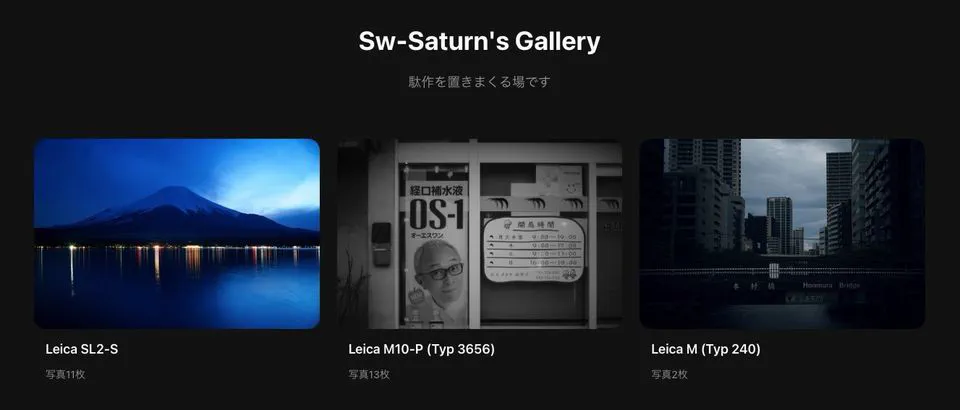 Sw-Saturn's Gallery
駄作を置きまくる場です
経口補水液
OS-1
オーエスワン
開局時間
本村橋 Honmura Bridge
Leica SL2-S
Leica M10-P (Typ 3656)
Leica M (Typ 240)
写真11枚
写真13枚
写真2枚